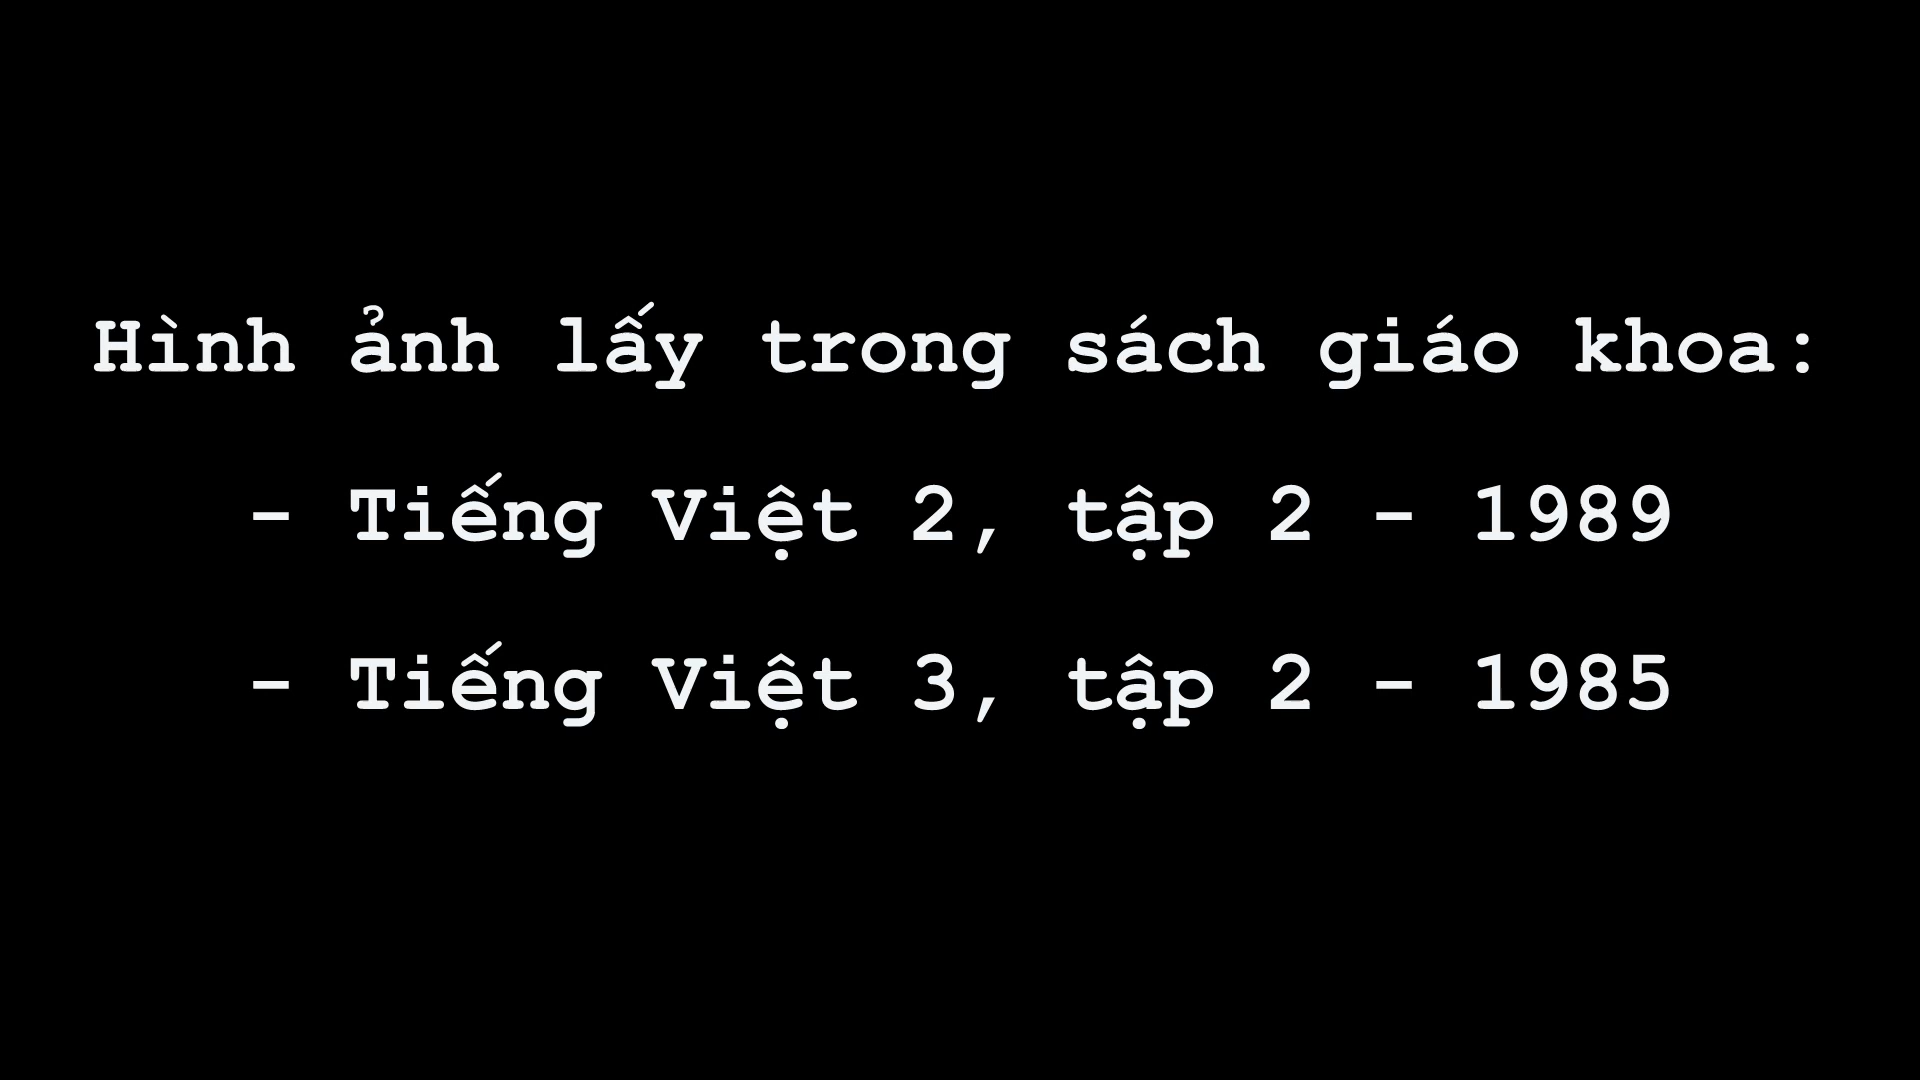 Hình ảnh lấy trong sách giáo khoa:
- Tiếng Việt 2, tập 2 - 1989
- Tiếng Việt 3, tập 2 - 1985